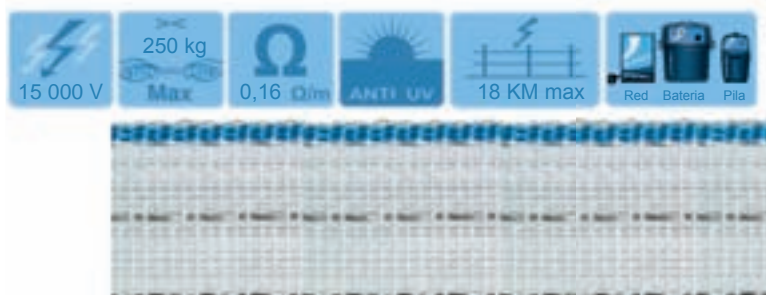 15 000 V
250 kg
Max
0,16 Ω/m
ANTI UV
18 KM max
Red Bateria Pila